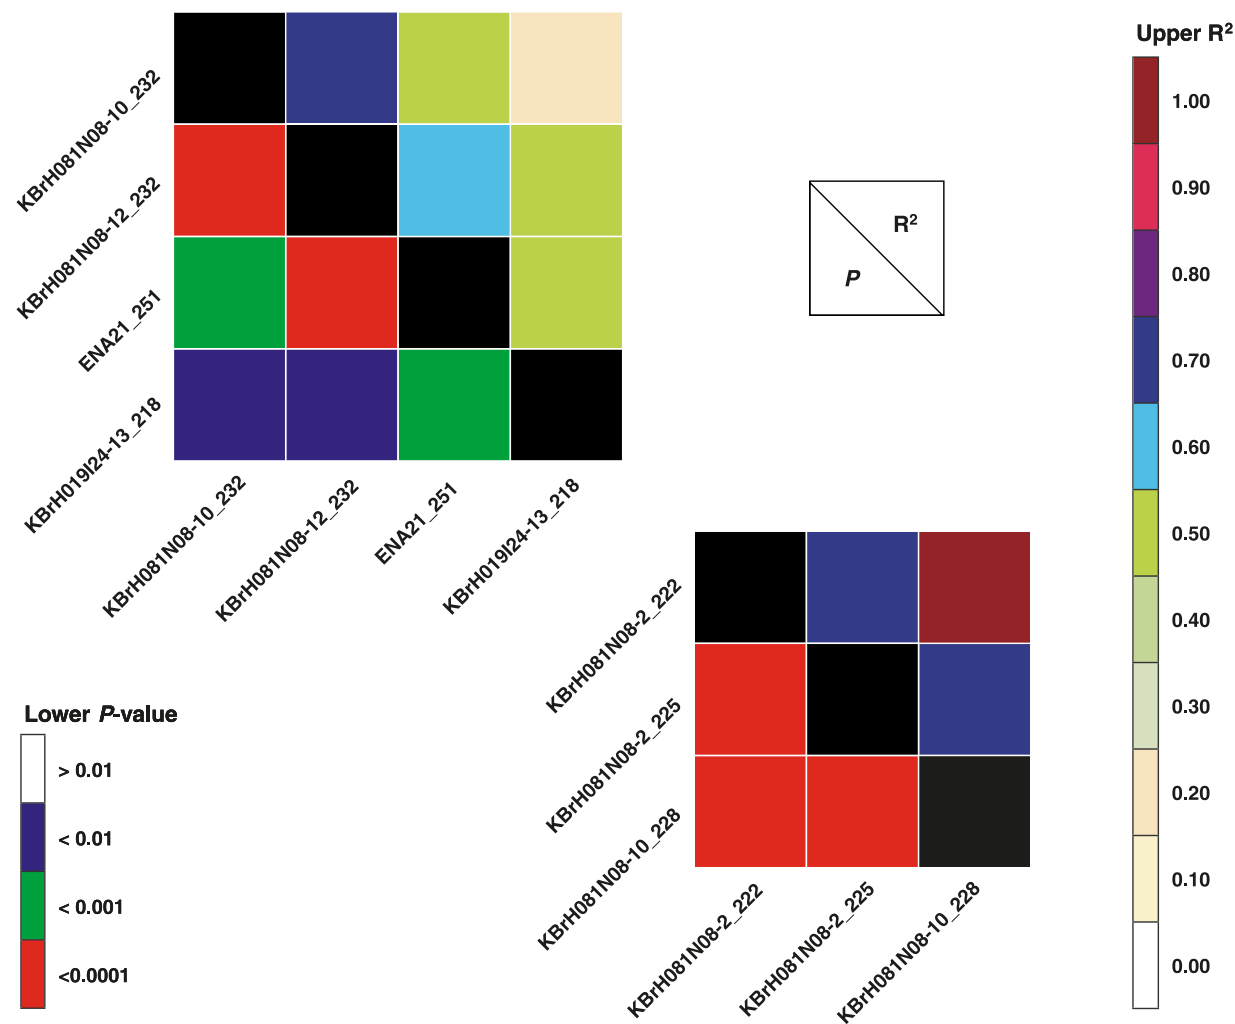 Upper R²
KBrH081N08-10_232
KBrH081N08-12_232
ENA21_251
KBrH019I24-13_218
KBrH081N08-10_232
KBrH081N08-12_232
ENA21_251
KBrH019I24-13_218
R²
P
1.00
0.90
0.80
0.70
0.60
0.50
0.40
0.30
0.20
0.10
0.00
KBrH081N08-2_222
KBrH081N08-2_225
KBrH081N08-10_228
KBrH081N08-2_222
KBrH081N08-2_225
KBrH081N08-10_228
Lower P-value
> 0.01
< 0.01
< 0.001
<0.0001